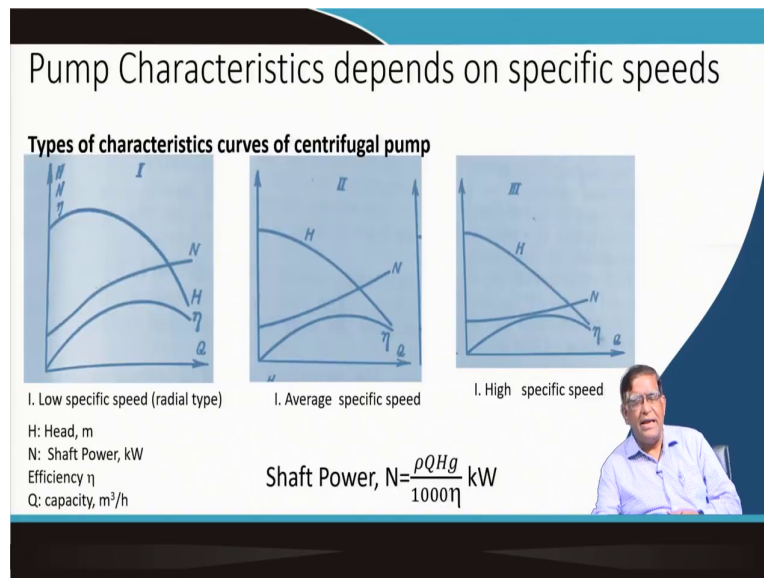 Pump Characteristics depends on specific speeds
Types of characteristics curves of centrifugal pump
H
N
η
I
N
H
η
Q
II
H
N
η
Q
H
III
H
N
η
Q
I. Low specific speed (radial type)
I. Average specific speed
I. High specific speed
H: Head, m
N: Shaft Power, kW
Efficiency η
Q: capacity, m³/h
Shaft Power, N=ρQHg/1000η kW